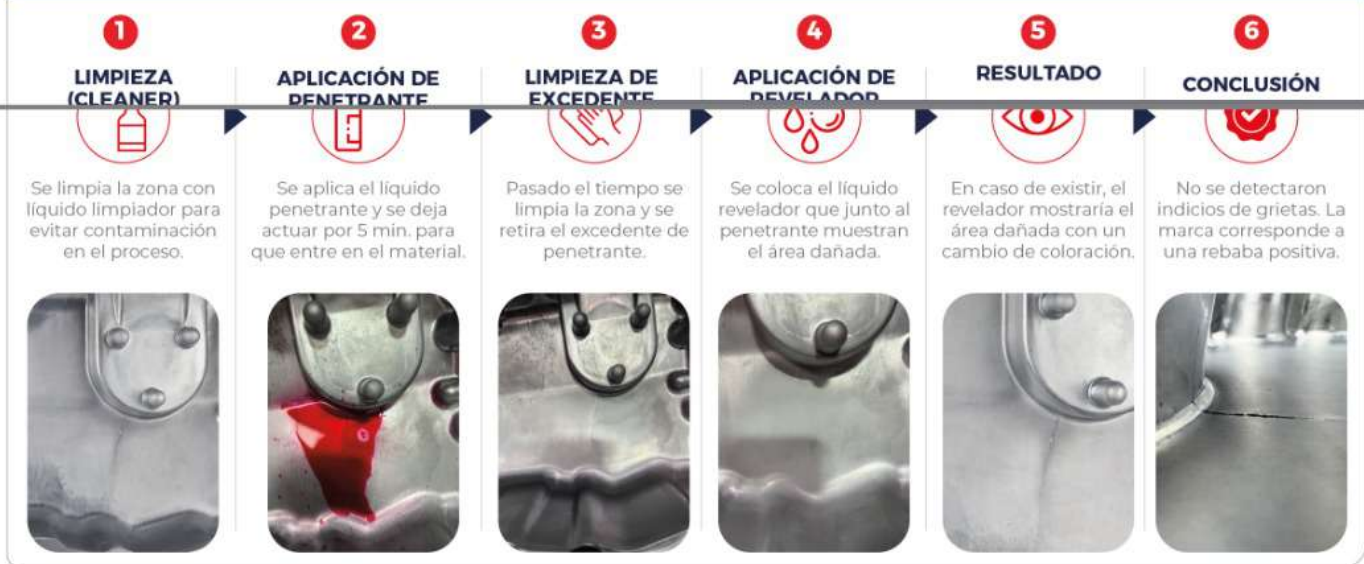 1
LIMPIEZA
(CLEANER)
Se limpia la zona con
líquido limpiador para
evitar contaminación
en el proceso.
2
APLICACIÓN DE
PENETRANTE
Se aplica el líquido
penetrante y se deja
actuar por 5 min. para
que entre en el material.
3
LIMPIEZA DE
EXCEDENTE
Pasado el tiempo se
limpia la zona y se
retira el excedente de
penetrante.
4
APLICACIÓN DE
REVELADOR
Se coloca el líquido
revelador que junto al
penetrante muestran
el área dañada.
5
RESULTADO
En caso de existir, el
revelador mostraría el
área dañada con un
cambio de coloración.
6
CONCLUSIÓN
No se detectaron
indicios de grietas. La
marca corresponde a
una rebaba positiva.